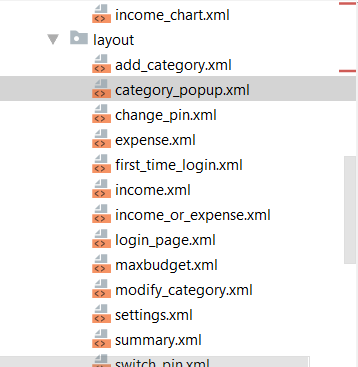 income_chart.xml
layout
add_category.xml
category_popup.xml
change_pin.xml
expense.xml
first_time_login.xml
income.xml
income_or_expense.xml
login_page.xml
maxbudget.xml
modify_category.xml
settings.xml
summary.xml
switch_pin.xml